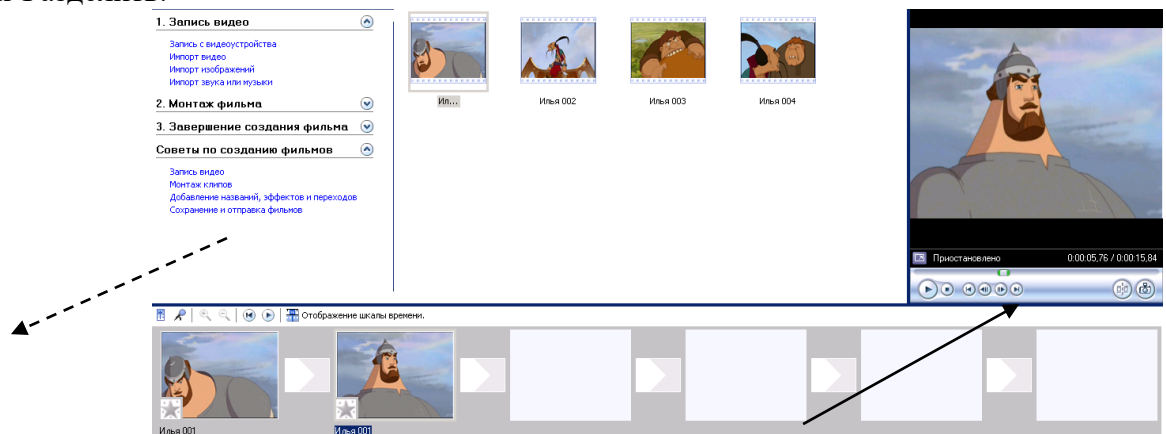 1. Запись видео
Запись с видеоустройства
Импорт видео
Импорт изображений
Импорт звука или музыки
2. Монтаж фильма
3. Завершение создания фильма
Советы по созданию фильмов
Запись видео
Монтаж клипов
Добавление названий, эффектов и переходов
Сохранение и отправка фильмов
Ил...
Илья 002
Илья 003
Илья 004
Приостановлено
0:00:05,76 / 0:00:15,84
Отображение шкалы времени.
Илья 001
Илья 001